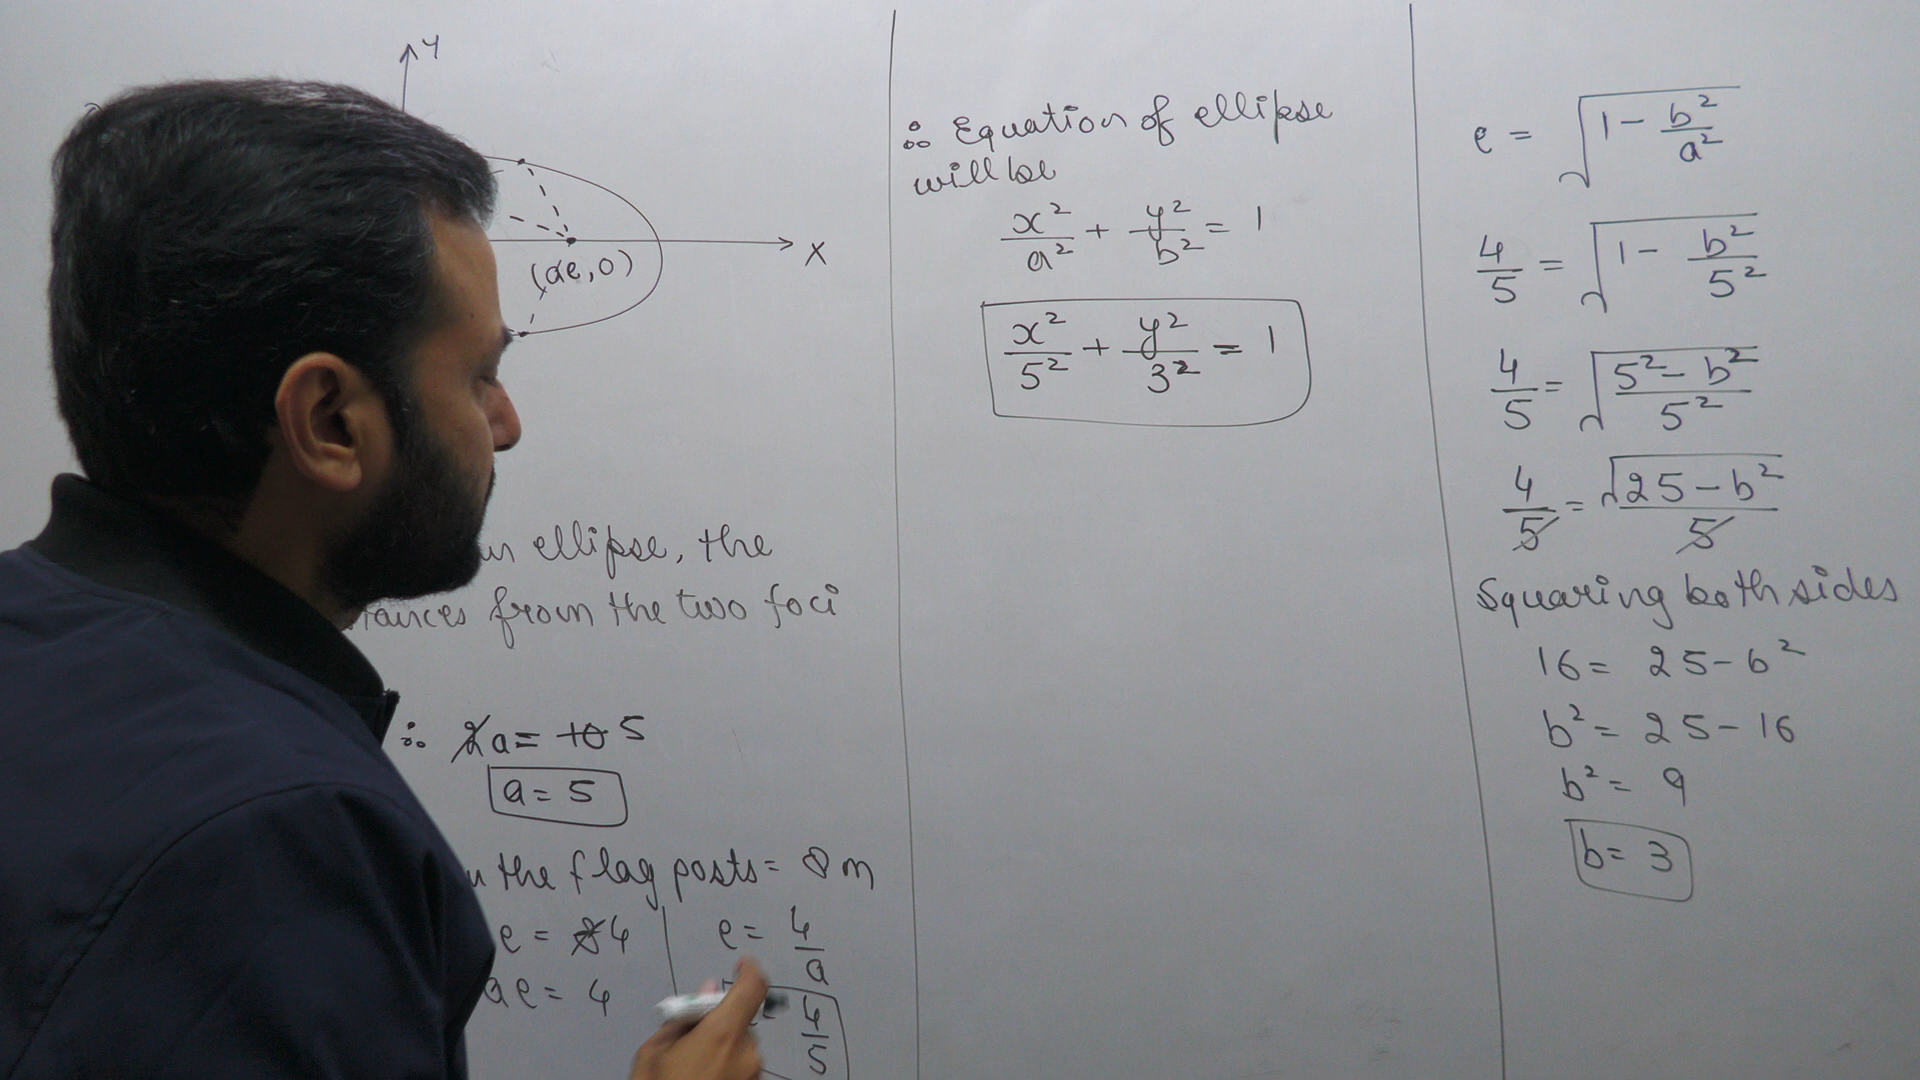 Y
X
(ae,0)
ellipse, the
from the two foci
∴ 2a = 10 5
a = 5
the flag posts = 8 m
e = 8 4
ae = 4
e = 4/a
= 4/5
∴ Equation of ellipse
will be
x²/a² + y²/b² = 1
x²/5² + y²/3² = 1
e = √(1 - b²/a²)
4/5 = √(1 - b²/5²)
4/5 = √((5² - b²)/5²)
4/5 = √(25 - b²)/5
Squaring both sides
16 = 25 - b²
b² = 25 - 16
b² = 9
b = 3